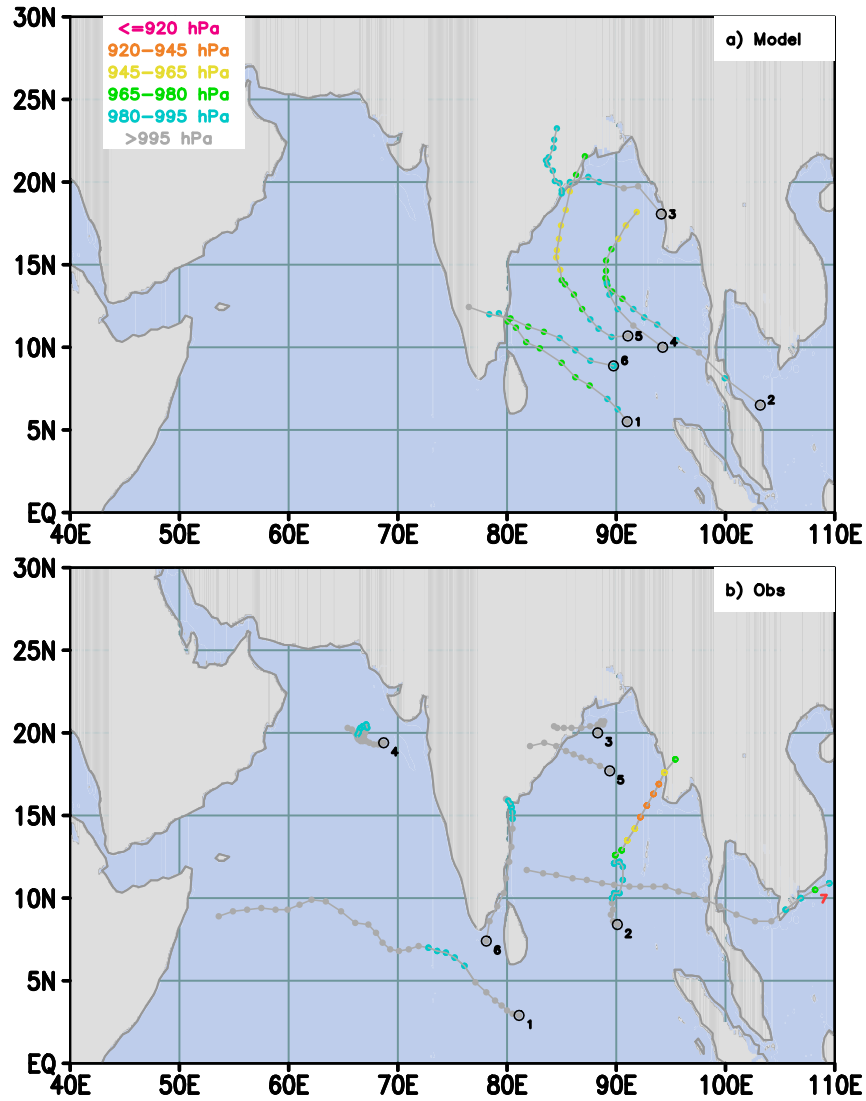 30N
25N
20N
15N
10N
5N
EQ
<=920 hPa
920−945 hPa
945−965 hPa
965−980 hPa
980−995 hPa
>995 hPa
a) Model
3
5
4
6
2
1
40E 50E 60E 70E 80E 90E 100E 110E
30N
25N
20N
15N
10N
5N
EQ
b) Obs
4
3
5
7
2
6
1
40E 50E 60E 70E 80E 90E 100E 110E